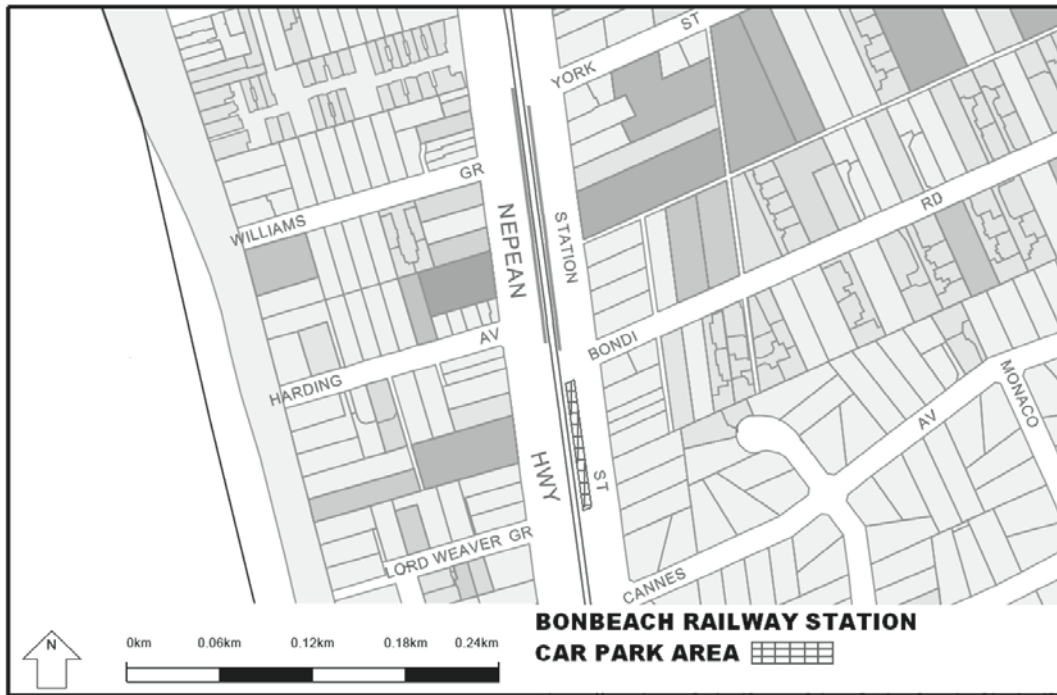 YORK ST
WILLIAMS GR
NEPEAN HWY
STATION ST
BONDI RD
HARDING AV
MONACO
AV
LORD WEAVER GR
CANNES
N
0km 0.06km 0.12km 0.18km 0.24km
BONBEACH RAILWAY STATION
CAR PARK AREA